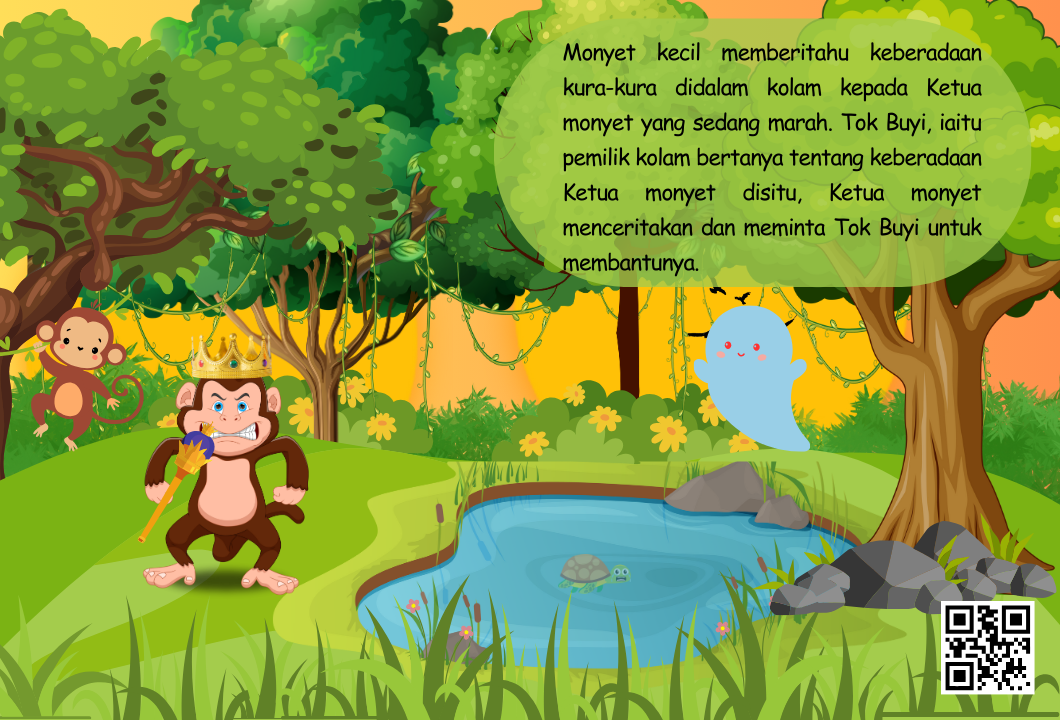 Monyet kecil memberitahu keberadaan
kura-kura didalam kolam kepada Ketua
monyet yang sedang marah. Tok Buyi, iaitu
pemilik kolam bertanya tentang keberadaan
Ketua monyet disitu, Ketua monyet
menceritakan dan meminta Tok Buyi untuk
membantunya.